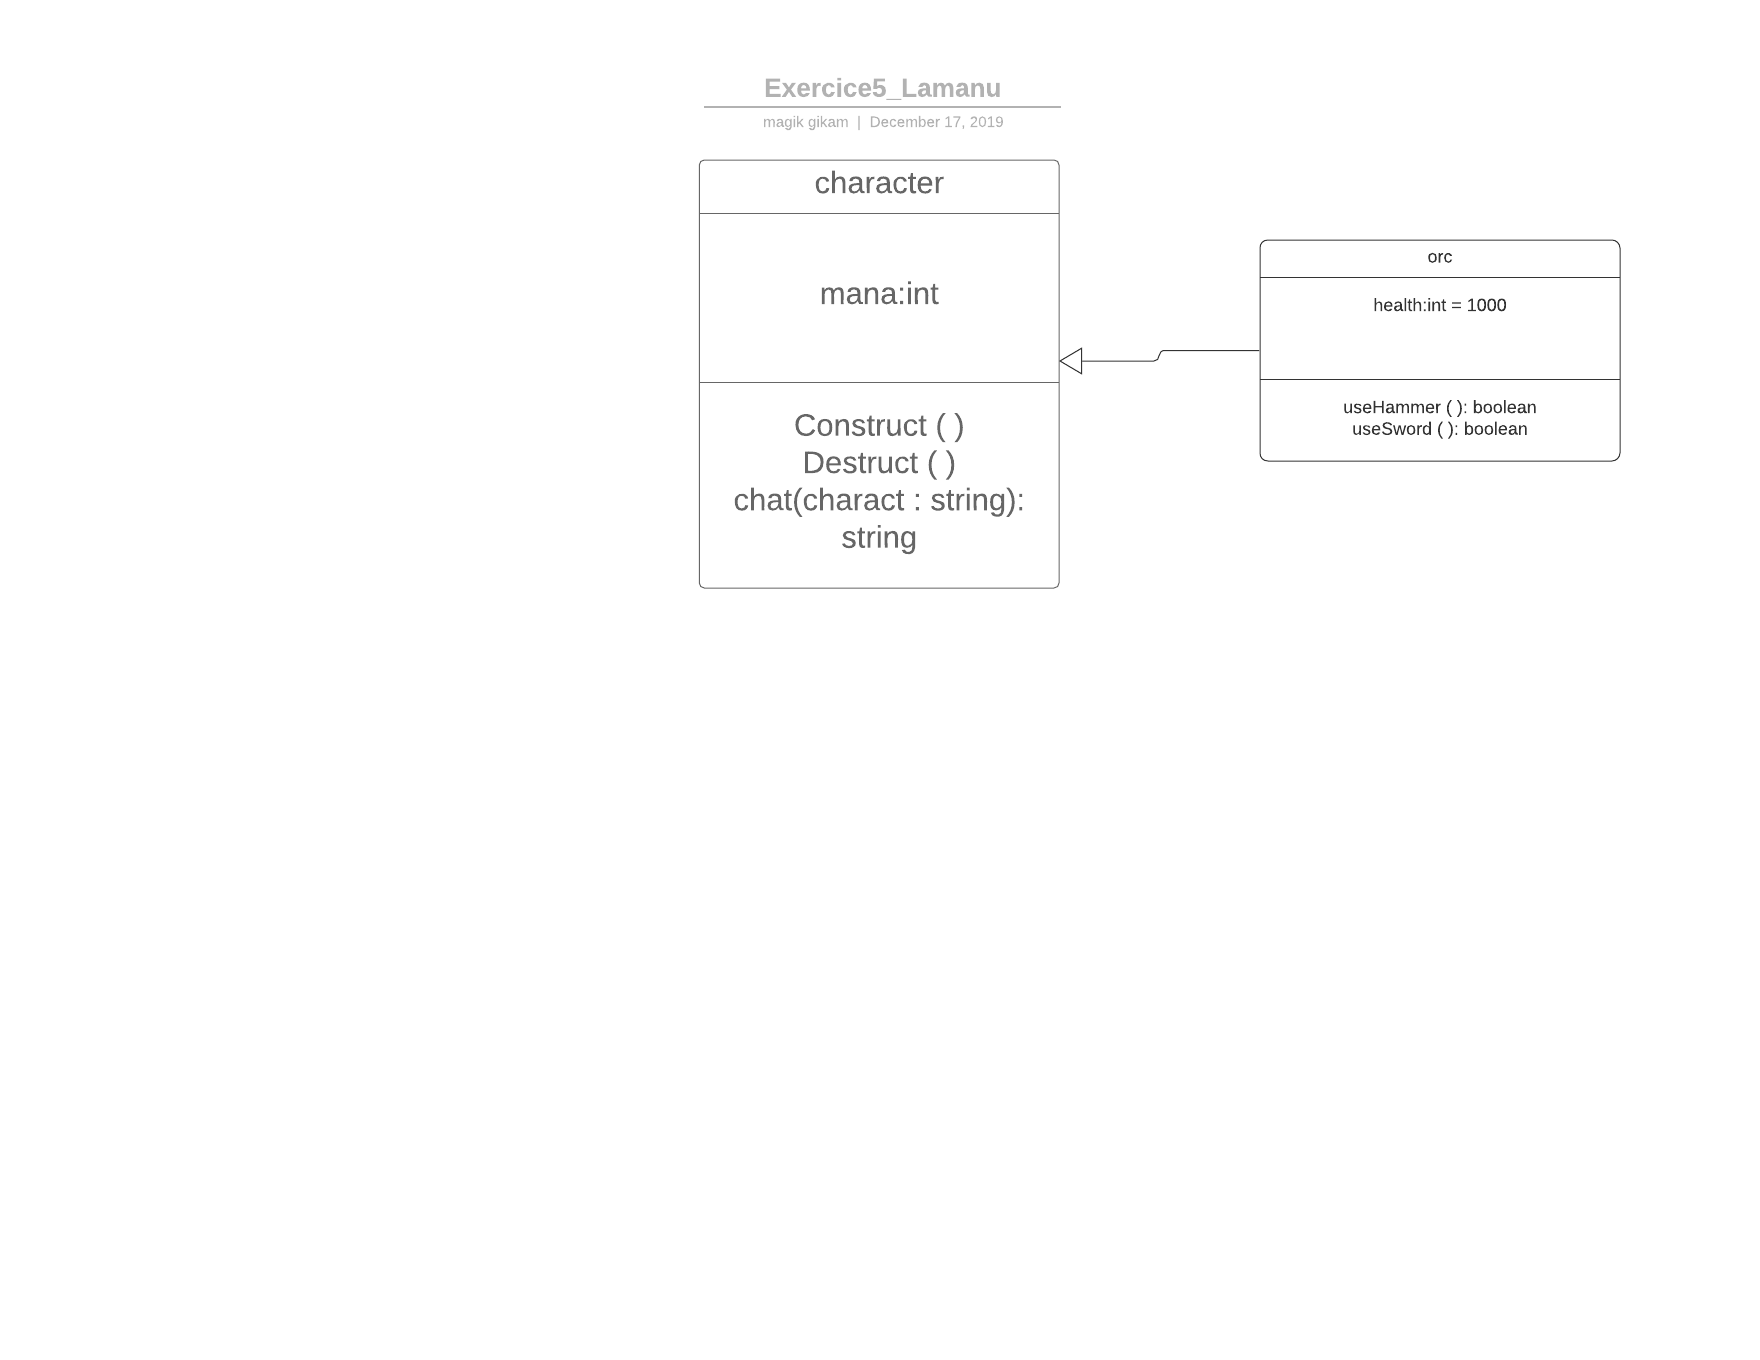 Exercice5_Lamanu
magik gikam | December 17, 2019
character
mana:int
Construct ( )
Destruct ( )
chat(charact : string):
string
orc
health:int = 1000
useHammer ( ): boolean
useSword ( ): boolean